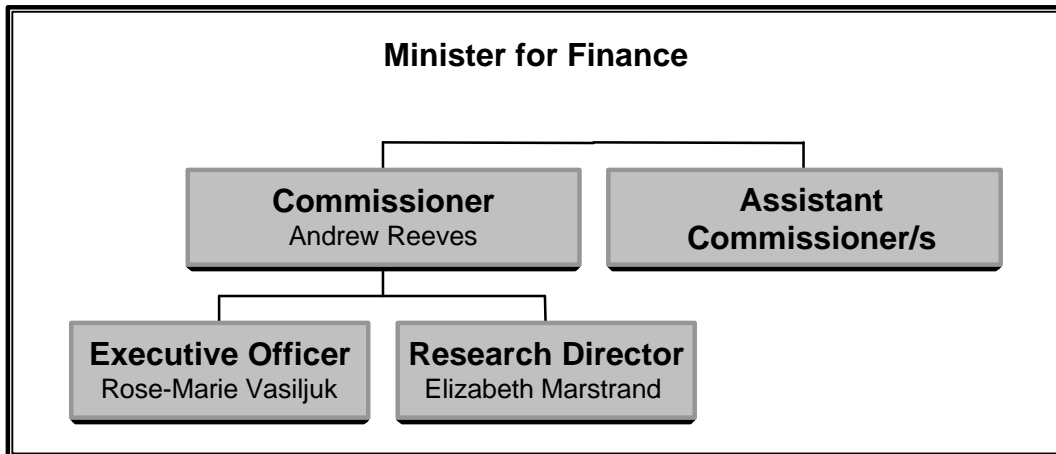 Minister for Finance
Commissioner
Andrew Reeves
Assistant
Commissioner/s
Executive Officer
Rose-Marie Vasiljuk
Research Director
Elizabeth Marstrand